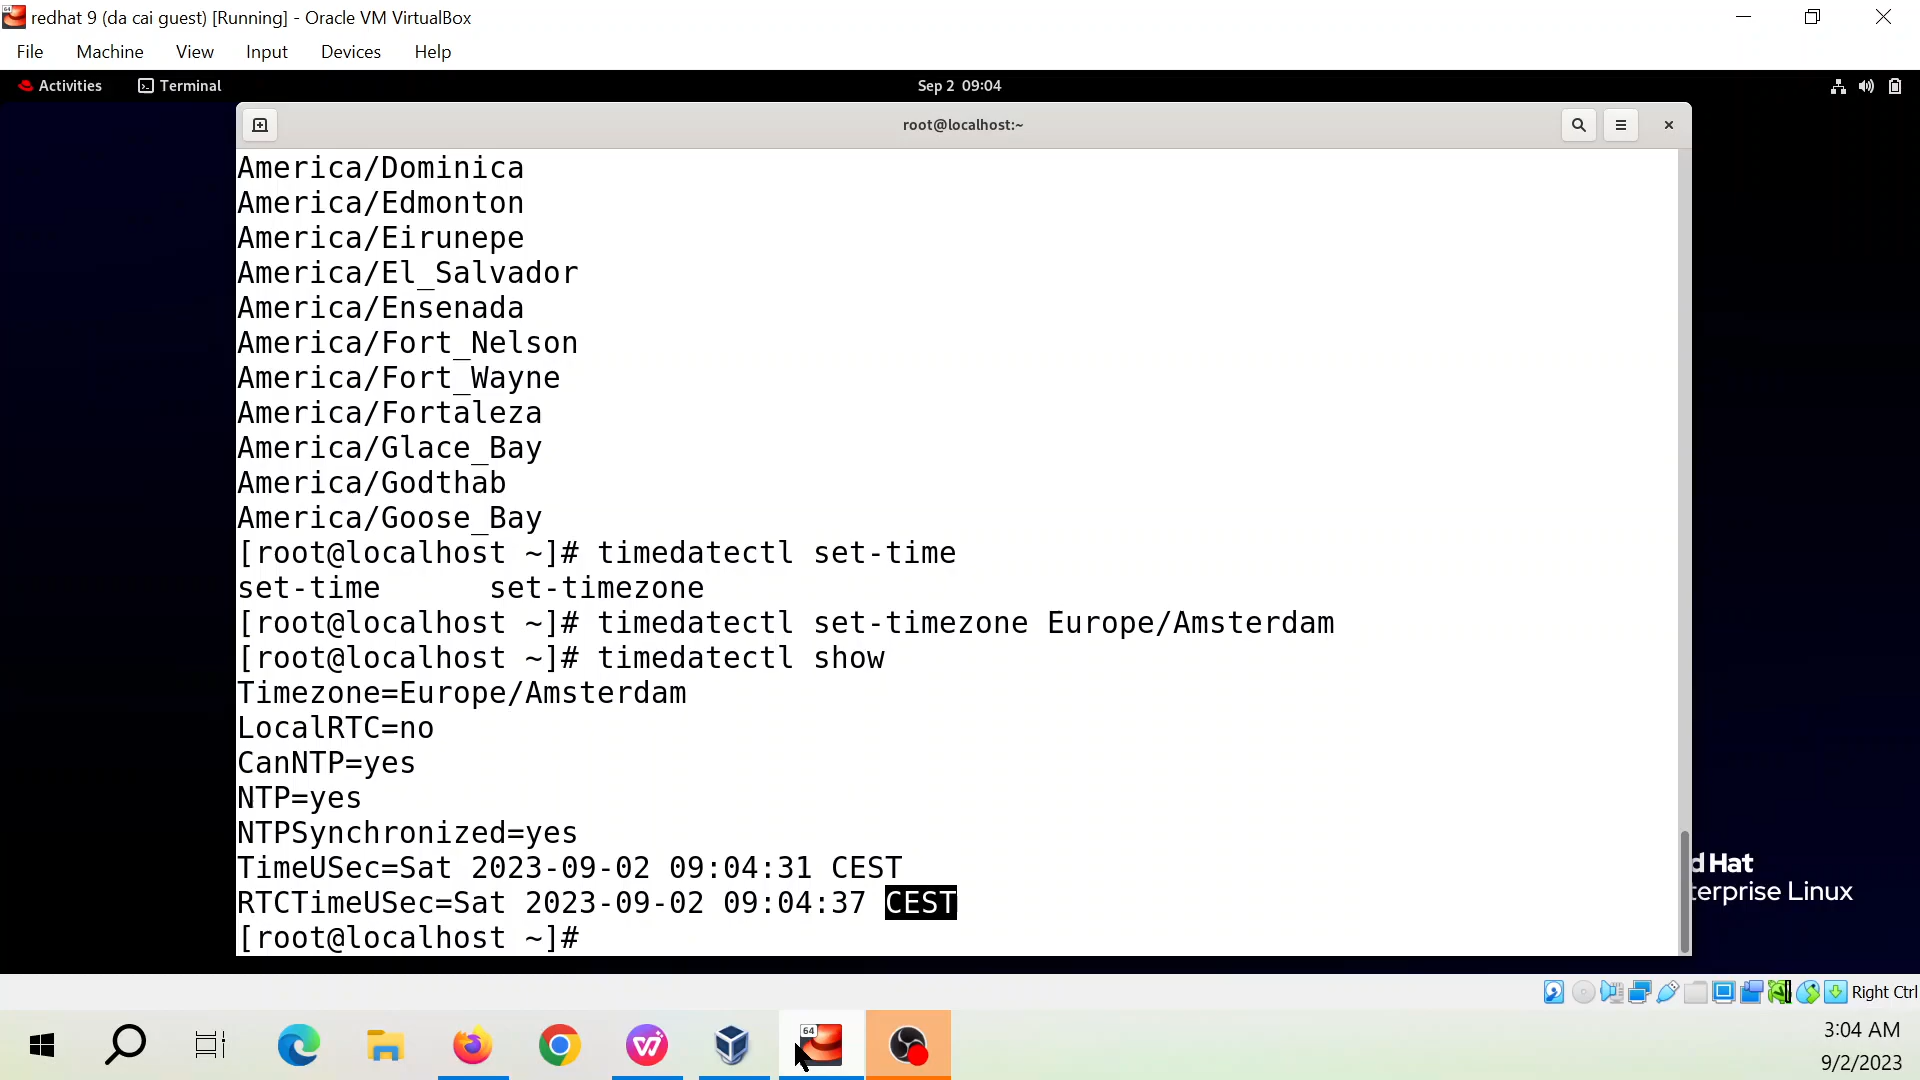 redhat 9 (da cai guest) [Running] - Oracle VM VirtualBox
File Machine View Input Devices Help
Activities Terminal Sep 2 09:04
root@localhost:~
America/Dominica
America/Edmonton
America/Eirunepe
America/El_Salvador
America/Ensenada
America/Fort_Nelson
America/Fort_Wayne
America/Fortaleza
America/Glace_Bay
America/Godthab
America/Goose_Bay
[root@localhost ~]# timedatectl set-time
set-time set-timezone
[root@localhost ~]# timedatectl set-timezone Europe/Amsterdam
[root@localhost ~]# timedatectl show
Timezone=Europe/Amsterdam
LocalRTC=no
CanNTP=yes
NTP=yes
NTPSynchronized=yes
TimeUSec=Sat 2023-09-02 09:04:31 CEST
RTCTimeUSec=Sat 2023-09-02 09:04:37 CEST
[root@localhost ~]#
d Hat
terprise Linux
Right Ctrl
64
3:04 AM
9/2/2023